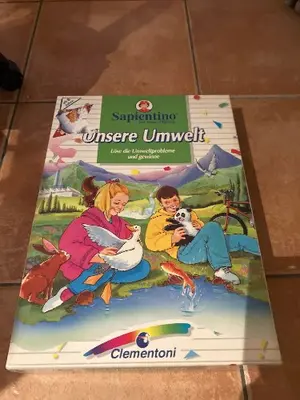 Sapientino
Unsere Umwelt
Löse die Umweltprobleme
und gewinne
Clementoni